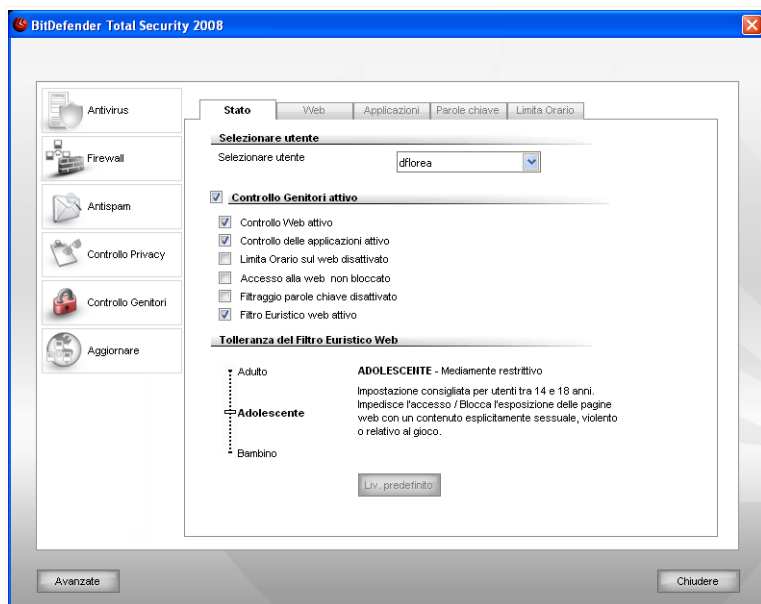 BitDefender Total Security 2008
Antivirus
Firewall
Antispam
Controllo Privacy
Controllo Genitori
Aggiornare
Stato Web Applicazioni Parole chiave Limita Orario
Selezionare utente
Selezionare utente dflorea
Controllo Genitori attivo
Controllo Web attivo
Controllo delle applicazioni attivo
Limita Orario sul web disattivato
Accesso alla web non bloccato
Filtraggio parole chiave disattivato
Filtro Euristico web attivo
Tolleranza del Filtro Euristico Web
Adulto
Adolescente
Bambino
ADOLESCENTE - Mediamente restrittivo
Impostazione consigliata per utenti tra 14 e 18 anni.
Impedisce l'accesso / Blocca l'esposizione delle pagine
web con un contenuto esplicitamente sessuale, violento
o relativo al gioco.
Liv. predefinito
Avanzate
Chiudere